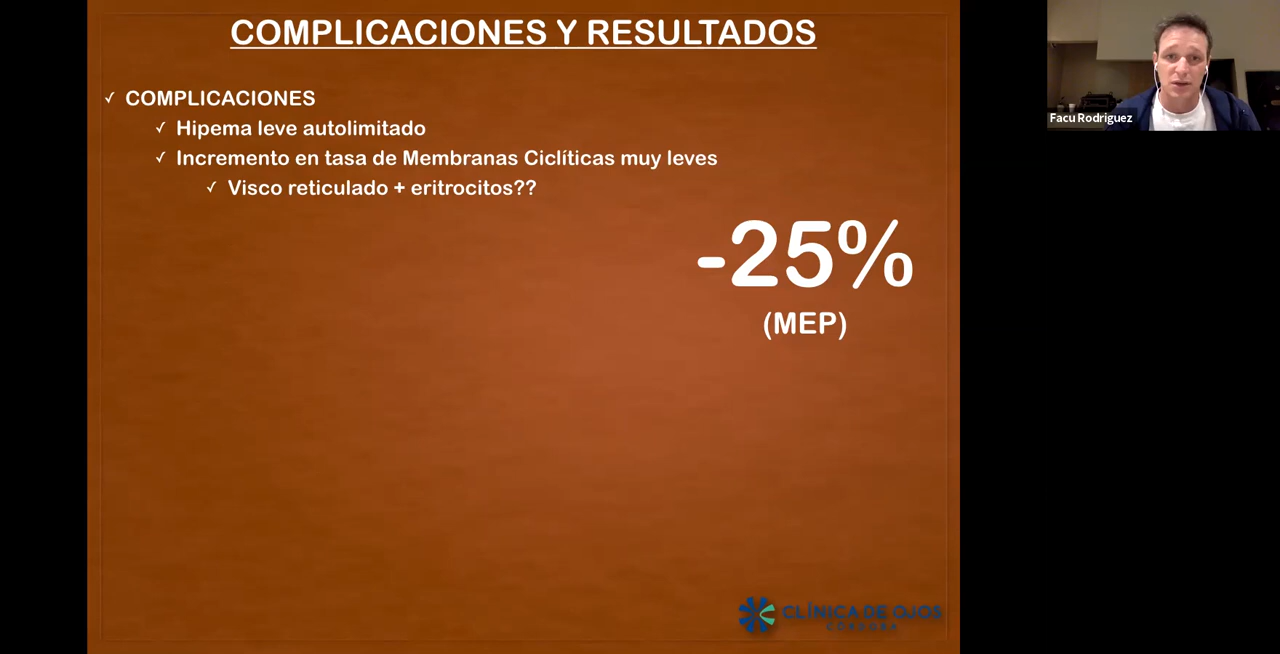 COMPLICACIONES Y RESULTADOS
Facu Rodriguez
✓ COMPLICACIONES
✓ Hipema leve autolimitado
✓ Incremento en tasa de Membranas Ciclíticas muy leves
✓ Visco reticulado + eritrocitos??
-25%
(MEP)
CLÍNICA DE OJOS
CÓRDOBA